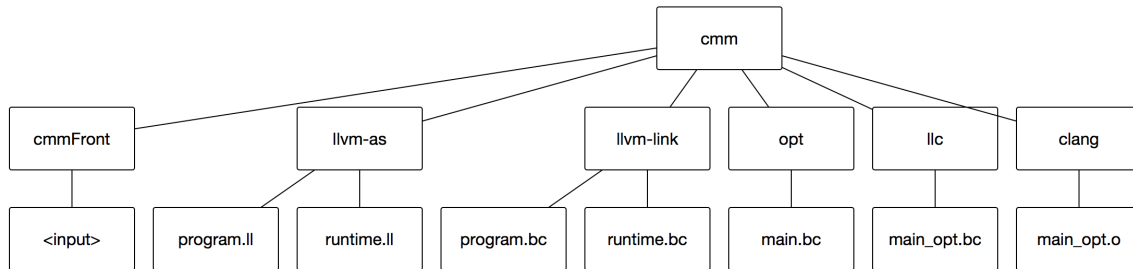 cmm
cmmFront
llvm-as
llvm-link
opt
llc
clang
<input>
program.ll
runtime.ll
program.bc
runtime.bc
main.bc
main_opt.bc
main_opt.o